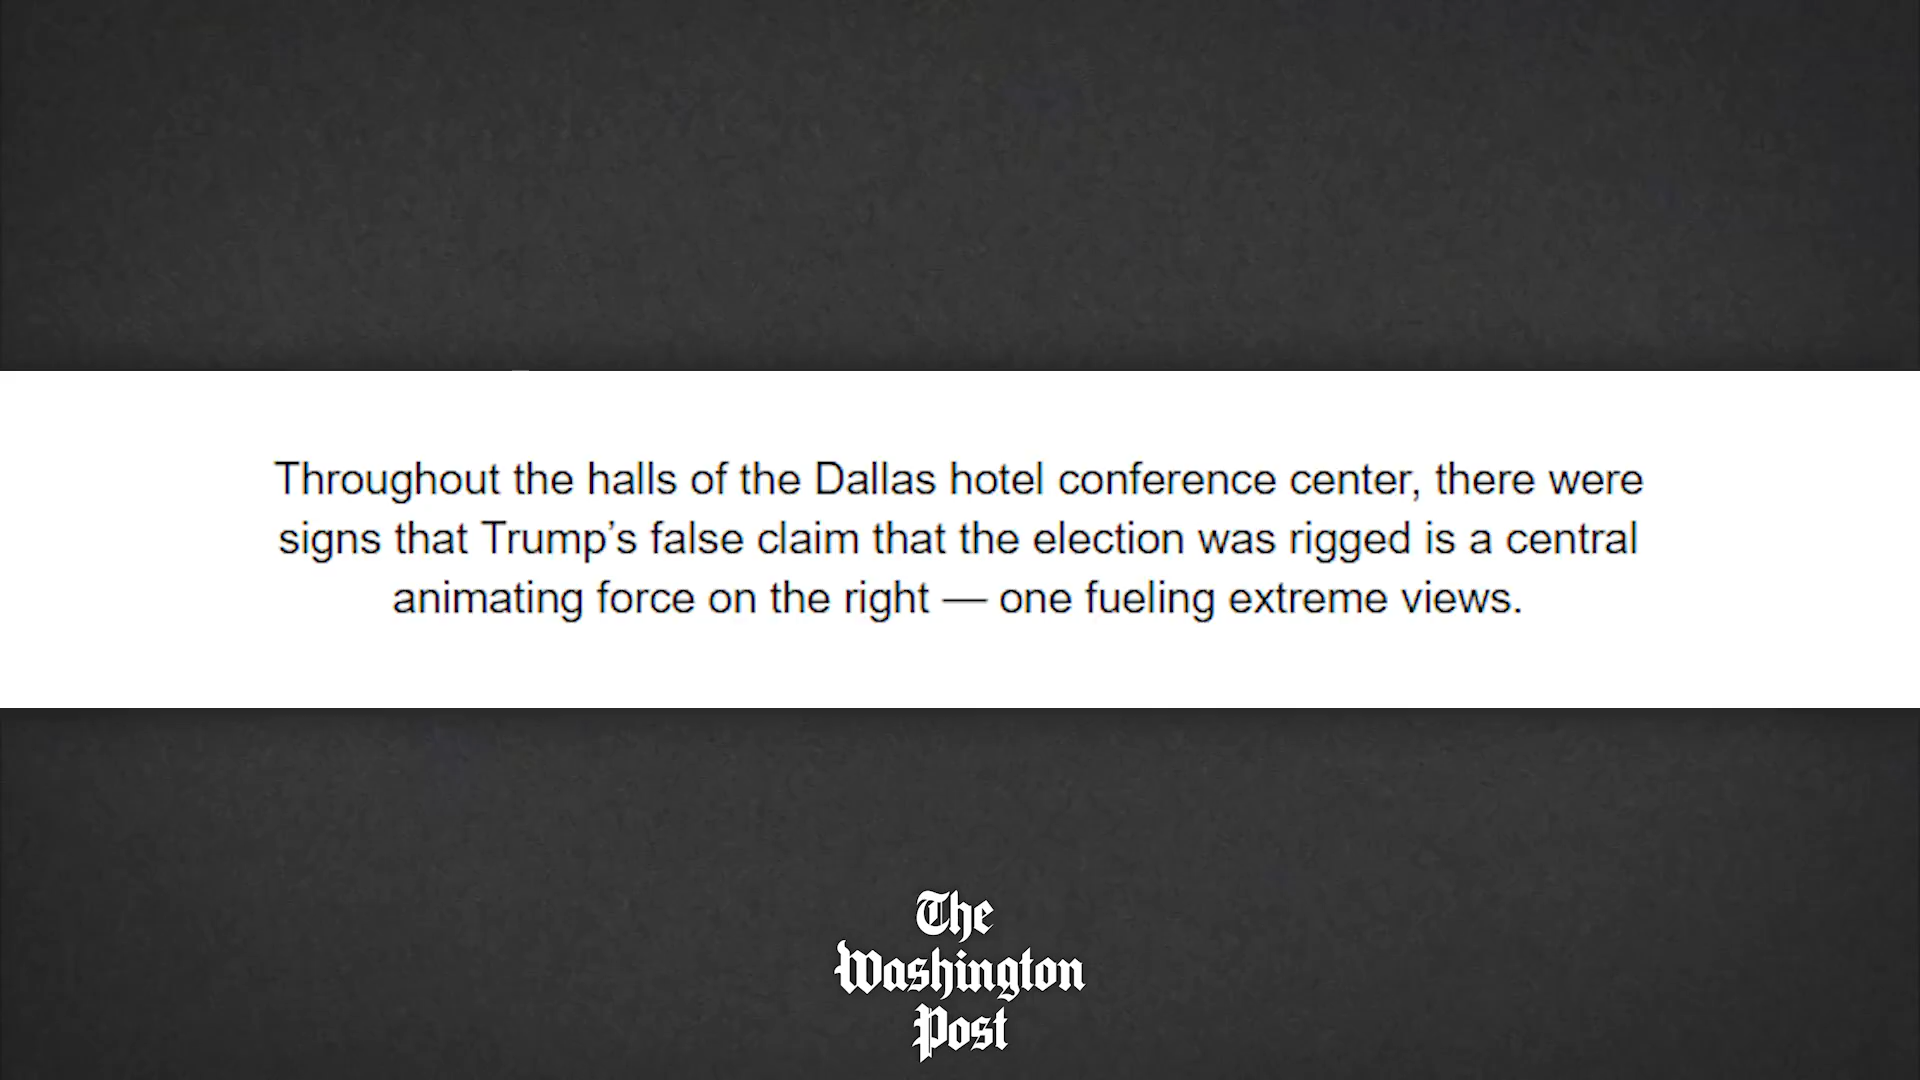 Throughout the halls of the Dallas hotel conference center, there were
signs that Trump’s false claim that the election was rigged is a central
animating force on the right — one fueling extreme views.
The
Washington
Post